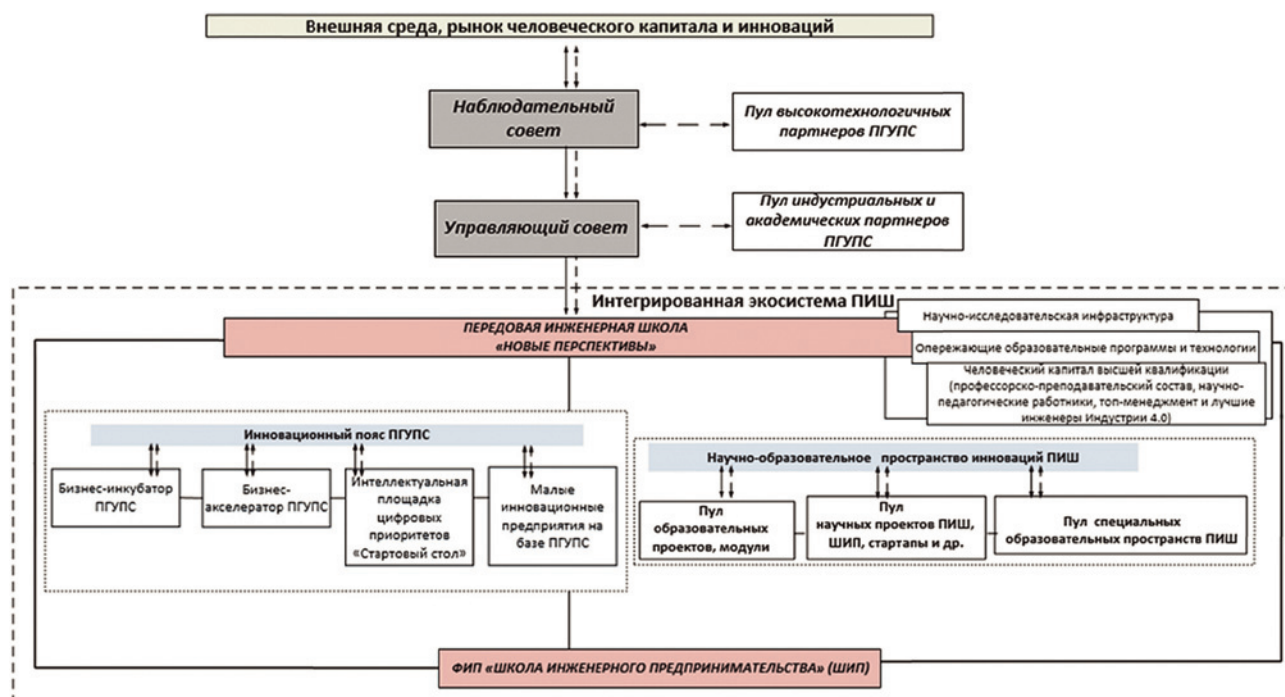 Внешняя среда, рынок человеческого капитала и инноваций
Наблюдательный
совет
Пул высокотехнологичных
партнеров ПГУПС
Управляющий совет
Пул индустриальных и
академических партнеров
ПГУПС
Интегрированная экосистема ПИШ
ПЕРЕДОВАЯ ИНЖЕНЕРНАЯ ШКОЛА
«НОВЫЕ ПЕРСПЕКТИВЫ»
Научно-исследовательская инфраструктура
Опережающие образовательные программы и технологии
Человеческий капитал высшей квалификации
(профессорско-преподавательский состав, научно-
педагогические работники, топ-менеджмент и лучшие
инженеры Индустрии 4.0)
Инновационный пояс ПГУПС
Бизнес-инкубатор
ПГУПС
Бизнес-
акселератор ПГУПС
Интеллектуальная
площадка
цифровых
приоритетов
«Стартовый стол»
Малые
инновационные
предприятия на
базе ПГУПС
Научно-образовательное пространство инноваций ПИШ
Пул
образовательных
проектов, модули
Пул
научных проектов ПИШ,
ШИП, стартапы и др.
Пул специальных
образовательных пространств ПИШ
ФИП «ШКОЛА ИНЖЕНЕРНОГО ПРЕДПРИНИМАТЕЛЬСТВА» (ШИП)